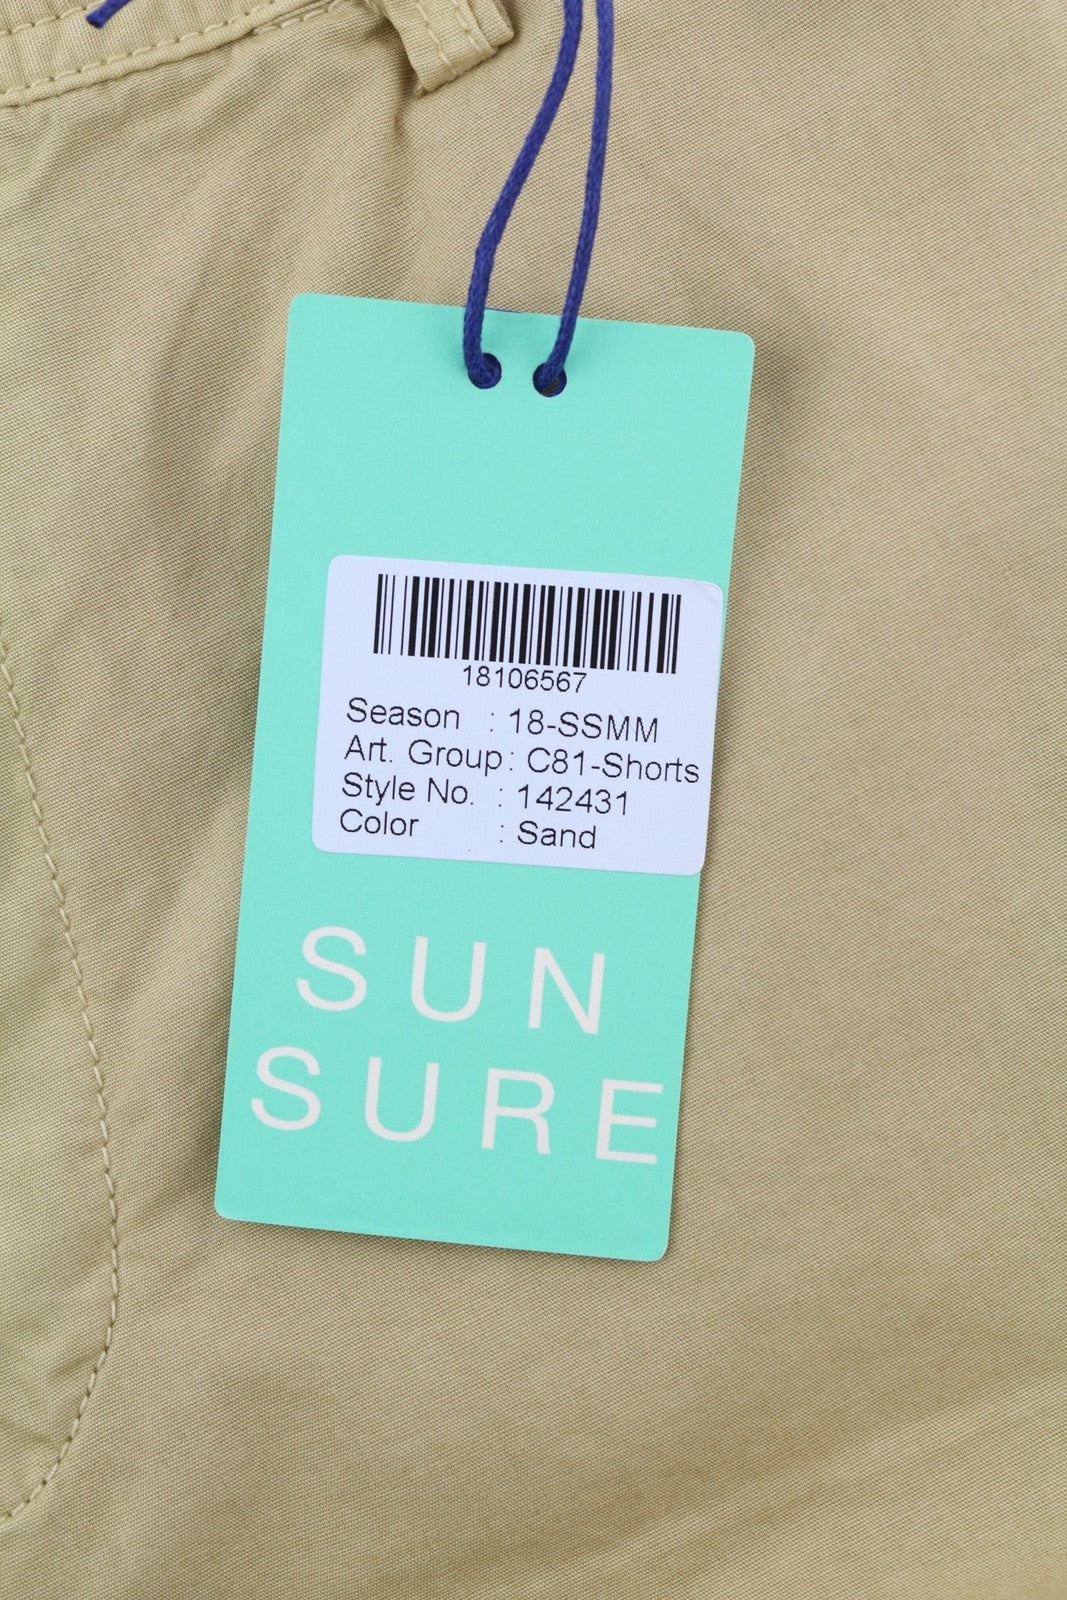 18106567
Season : 18-SSMM
Art. Group : C81-Shorts
Style No. : 142431
Color : Sand
SUN
SURE